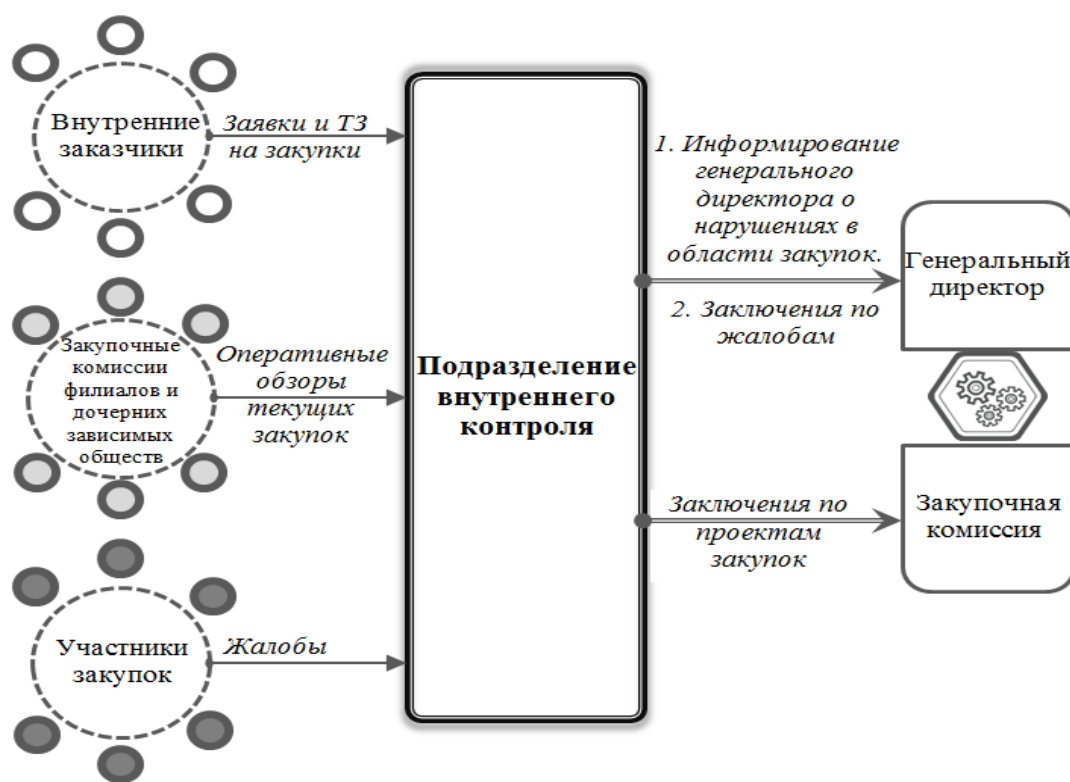 Внутренние
заказчики
Заявки и ТЗ
на закупки
Закупочные
комиссии
филиалов и
дочерних
зависимых
обществ
Оперативные
обзоры
текущих
закупок
Участники
закупок
Жалобы
Подразделение
внутреннего
контроля
1. Информирование
генерального
директора о
нарушениях в
области закупок.
2. Заключения по
жалобам
Генеральный
директор
Заключения по
проектам
закупок
Закупочная
комиссия